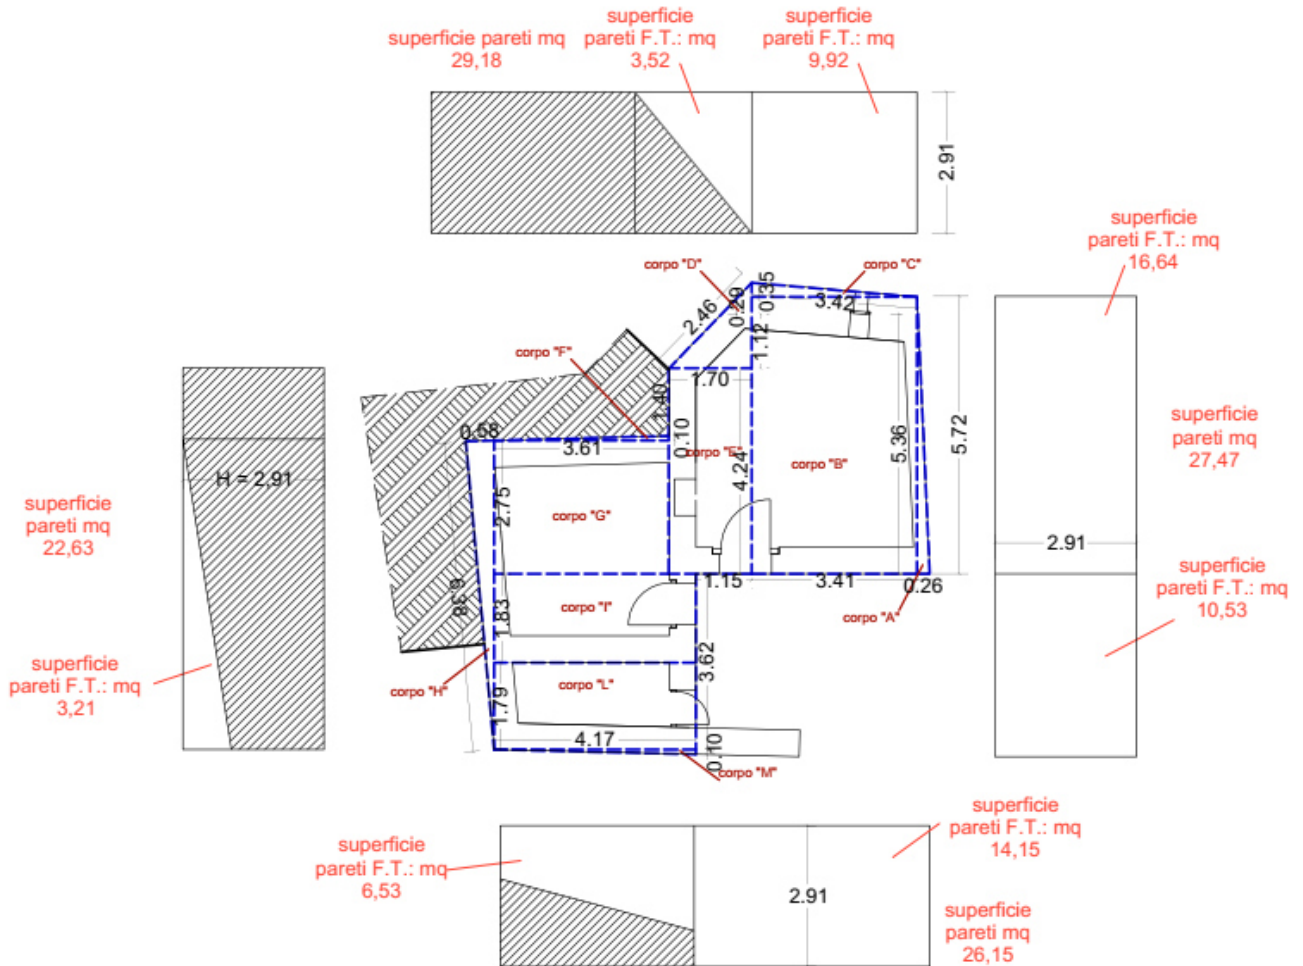 superficie pareti mq
29,18
superficie
pareti F.T.: mq
3,52
superficie
pareti F.T.: mq
9,92
2.91
superficie
pareti F.T.: mq
16,64
corpo "D"
corpo "C"
2.46
0.29
0.35
3.42
1.12
corpo "F"
1.70
1.40
0.58
3.61
0.10
corpo "E"
4.24
corpo "B"
5.36
5.72
superficie
pareti mq
27,47
H = 2,91
2.75
corpo "G"
superficie
pareti mq
22,63
2.91
superficie
pareti F.T.: mq
10,53
6.38
1.83
corpo "I"
1.15
3.41
0.26
corpo "A"
3.62
superficie
pareti F.T.: mq
3,21
corpo "H"
corpo "L"
1.79
4.17
0.10
corpo "M"
superficie
pareti F.T.: mq
6,53
2.91
superficie
pareti F.T.: mq
14,15
superficie
pareti mq
26,15